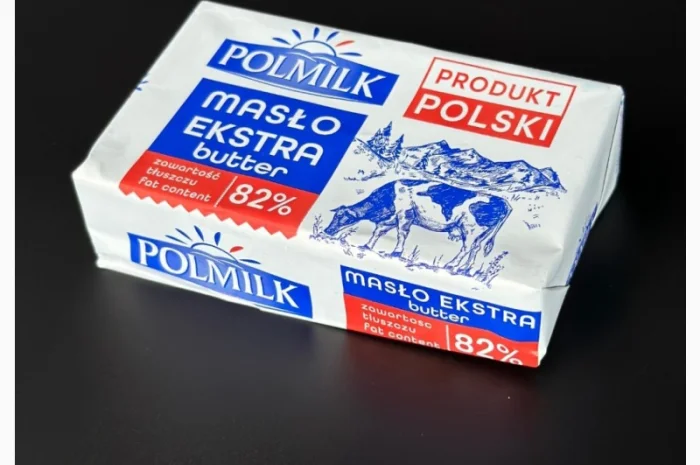 POLMILK
MASŁO
EKSTRA
butter
zawartość
tłuszczu
fat content
82%
PRODUKT
POLSKI
POLMILK
MASŁO EKSTRA
butter
zawartość
tłuszczu
fat content
82%